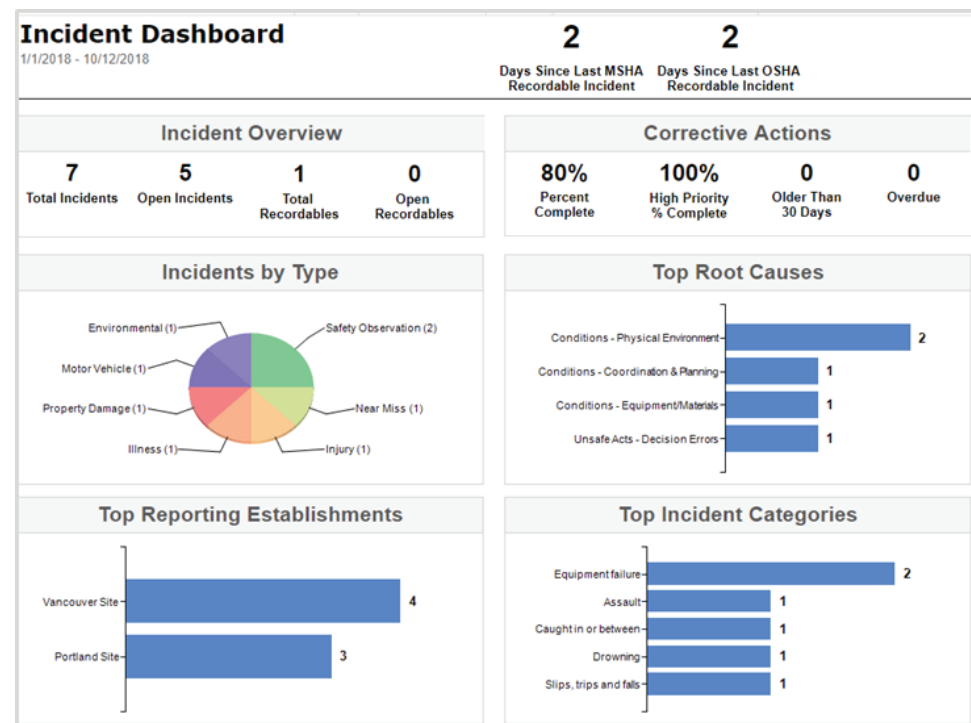 Incident Dashboard
1/1/2018 - 10/12/2018
2
Days Since Last MSHA
Recordable Incident
2
Days Since Last OSHA
Recordable Incident
Incident Overview
7
Total Incidents
5
Open Incidents
1
Total
Recordables
0
Open
Recordables
Corrective Actions
80%
Percent
Complete
100%
High Priority
% Complete
0
Older Than
30 Days
0
Overdue
Incidents by Type
Environmental (1)
Safety Observation (2)
Motor Vehicle (1)
Property Damage (1)
Near Miss (1)
Illness (1)
Injury (1)
Top Root Causes
Conditions - Physical Environment
2
Conditions - Coordination & Planning
1
Conditions - Equipment/Materials
1
Unsafe Acts - Decision Errors
1
Top Reporting Establishments
Vancouver Site
4
Portland Site
3
Top Incident Categories
Equipment failure
2
Assault
1
Caught in or between
1
Drowning
1
Slips, trips and falls
1